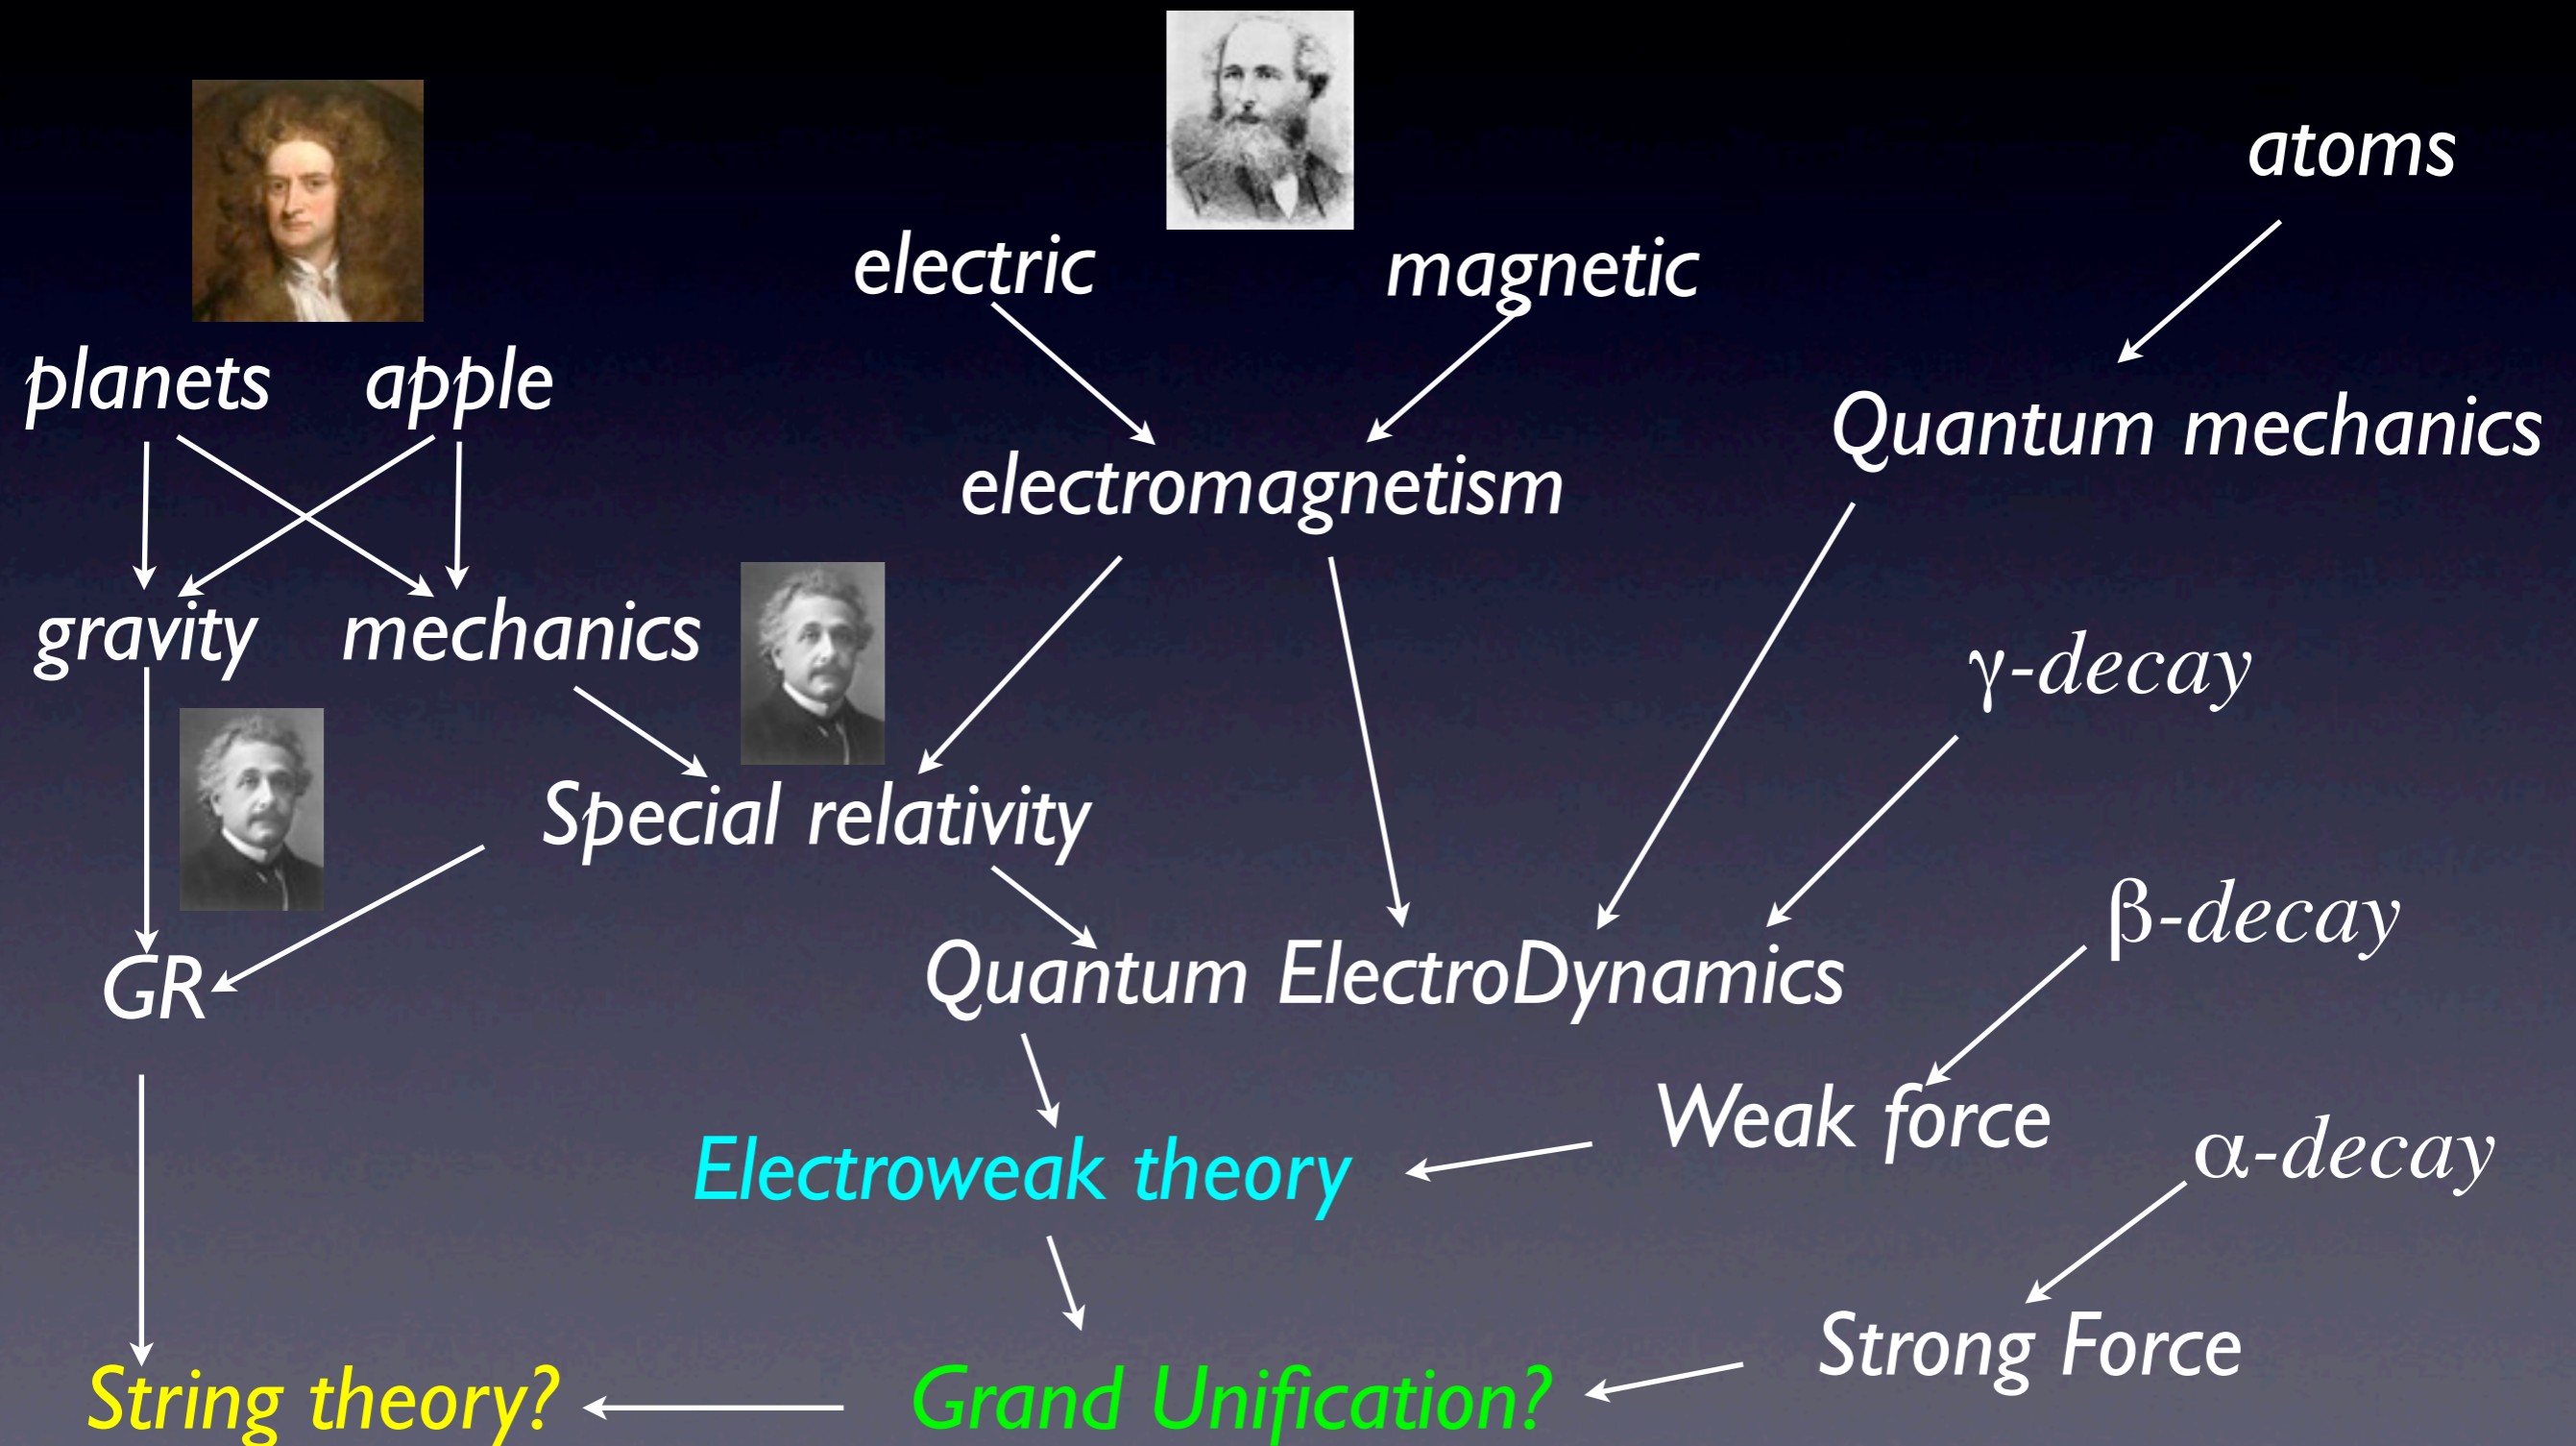 atoms
electric magnetic
planets apple
Quantum mechanics
electromagnetism
gravity mechanics
γ-decay
Special relativity
β-decay
GR
Quantum ElectroDynamics
Weak force
Electroweak theory
α-decay
Strong Force
String theory?
Grand Unification?